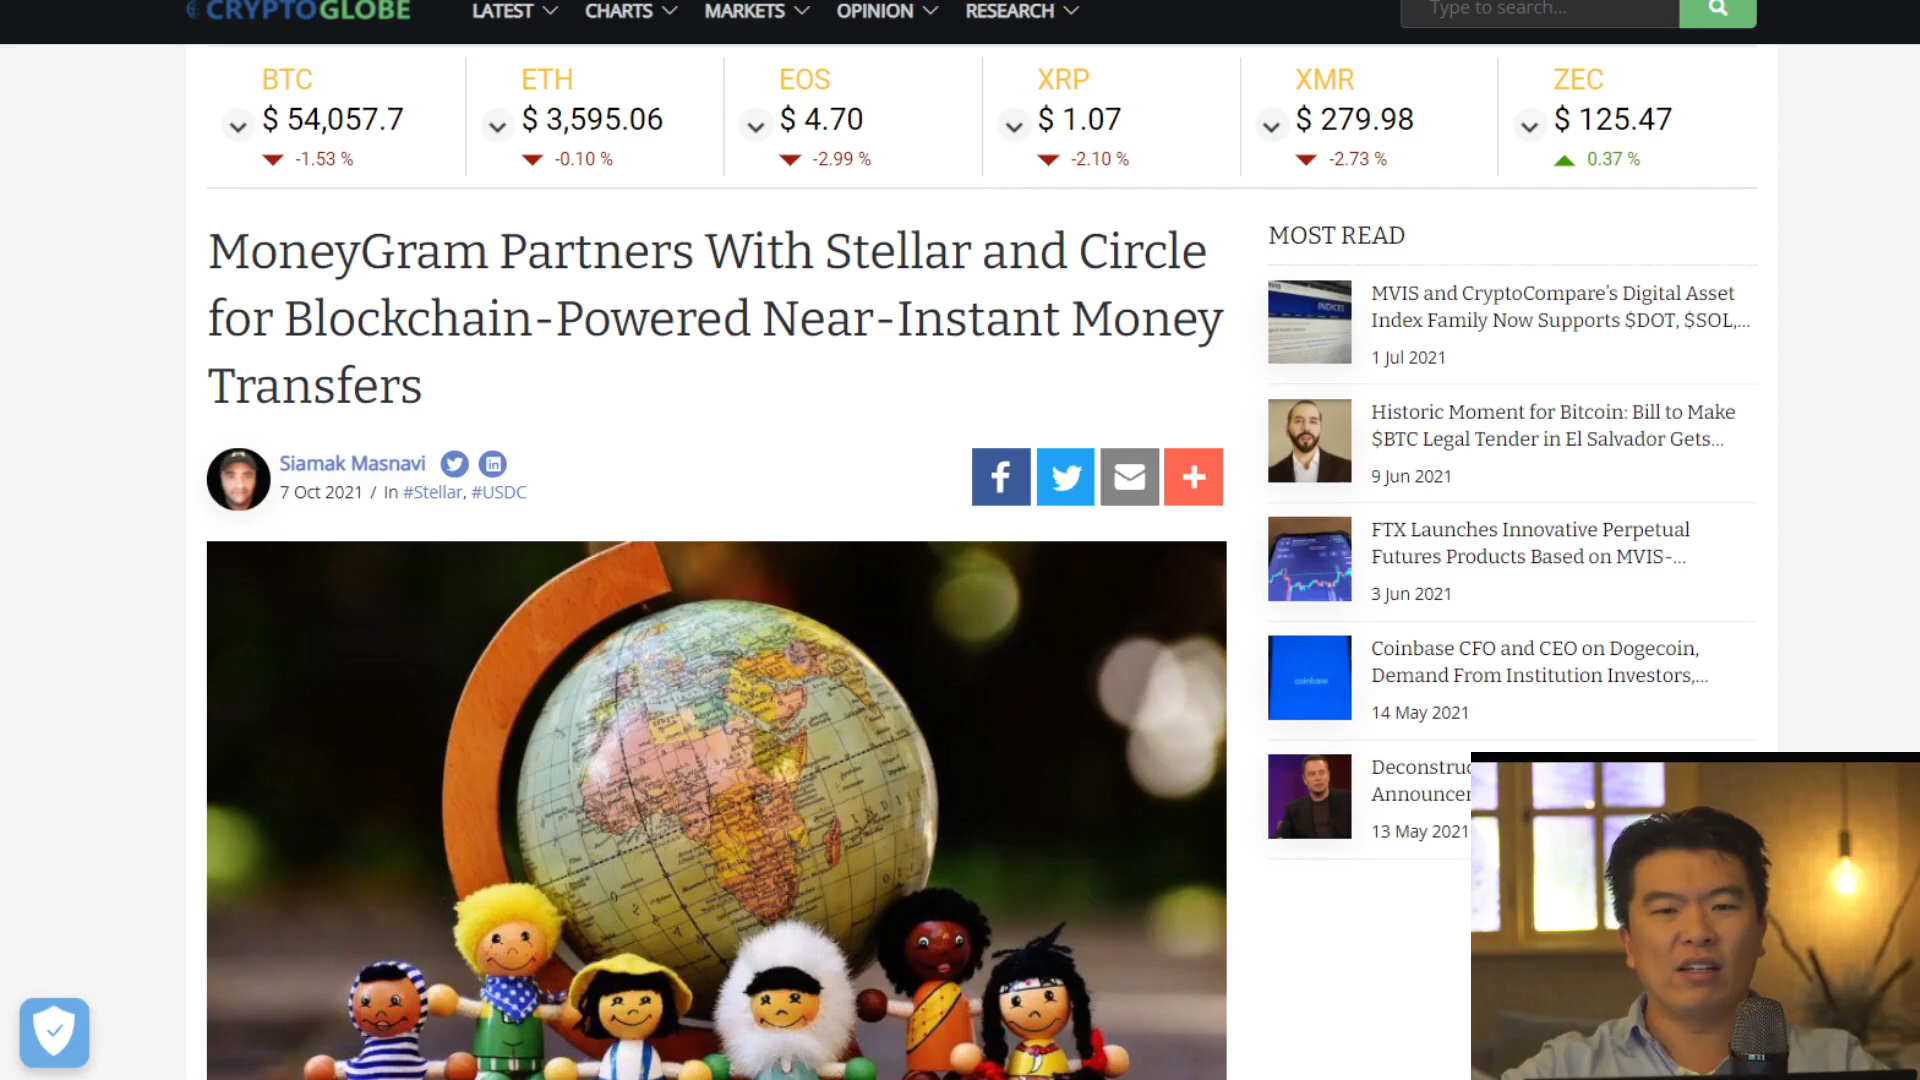 CRYPTOGLOBE
LATEST CHARTS MARKETS OPINION RESEARCH
Type to search...
BTC
$ 54,057.7
-1.53 %
ETH
$ 3,595.06
-0.10 %
EOS
$ 4.70
-2.99 %
XRP
$ 1.07
-2.10 %
XMR
$ 279.98
-2.73 %
ZEC
$ 125.47
0.37 %
MoneyGram Partners With Stellar and Circle
for Blockchain-Powered Near-Instant Money
Transfers
Siamak Masnavi
7 Oct 2021 / In #Stellar, #USDC
MOST READ
MVIS and CryptoCompare’s Digital Asset
Index Family Now Supports $DOT, $SOL,...
1 Jul 2021
Historic Moment for Bitcoin: Bill to Make
$BTC Legal Tender in El Salvador Gets...
9 Jun 2021
FTX Launches Innovative Perpetual
Futures Products Based on MVIS-...
3 Jun 2021
coinbase
Coinbase CFO and CEO on Dogecoin,
Demand From Institution Investors,...
14 May 2021
13 May 2021